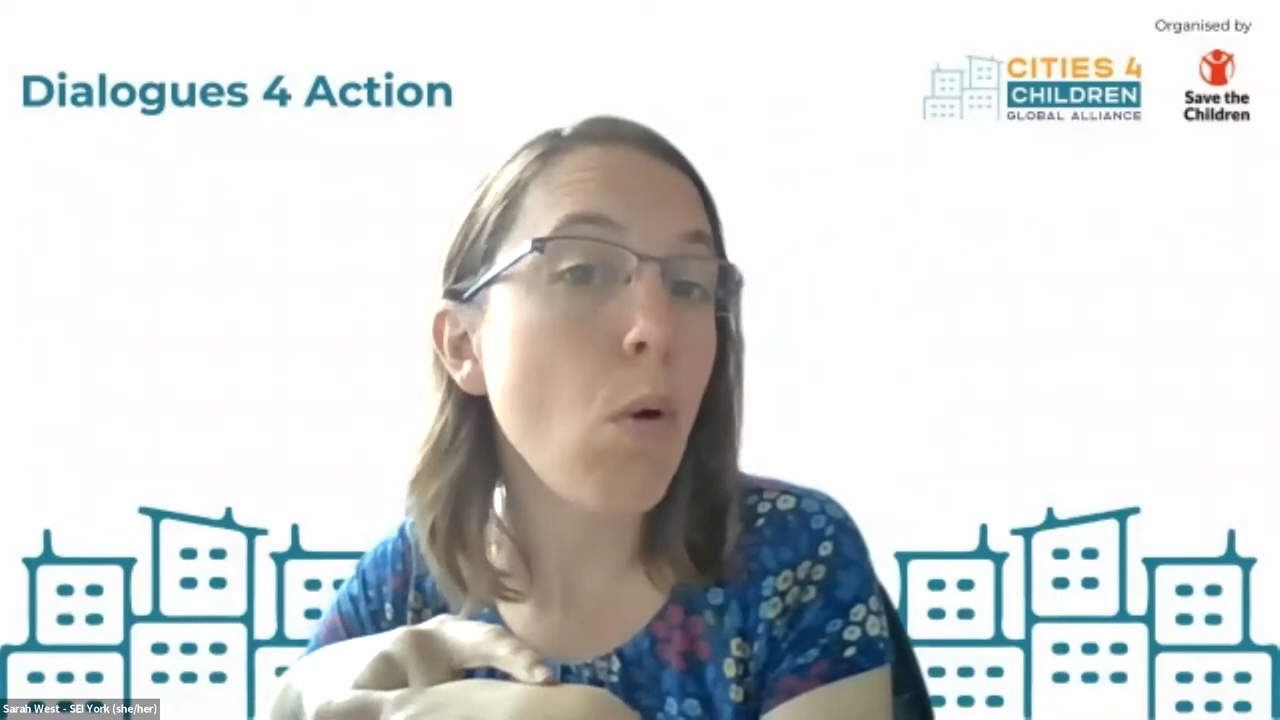 Organised by
Dialogues 4 Action
CITIES 4
CHILDREN
GLOBAL ALLIANCE
Save the
Children
Sarah West - SEI York (she/her)